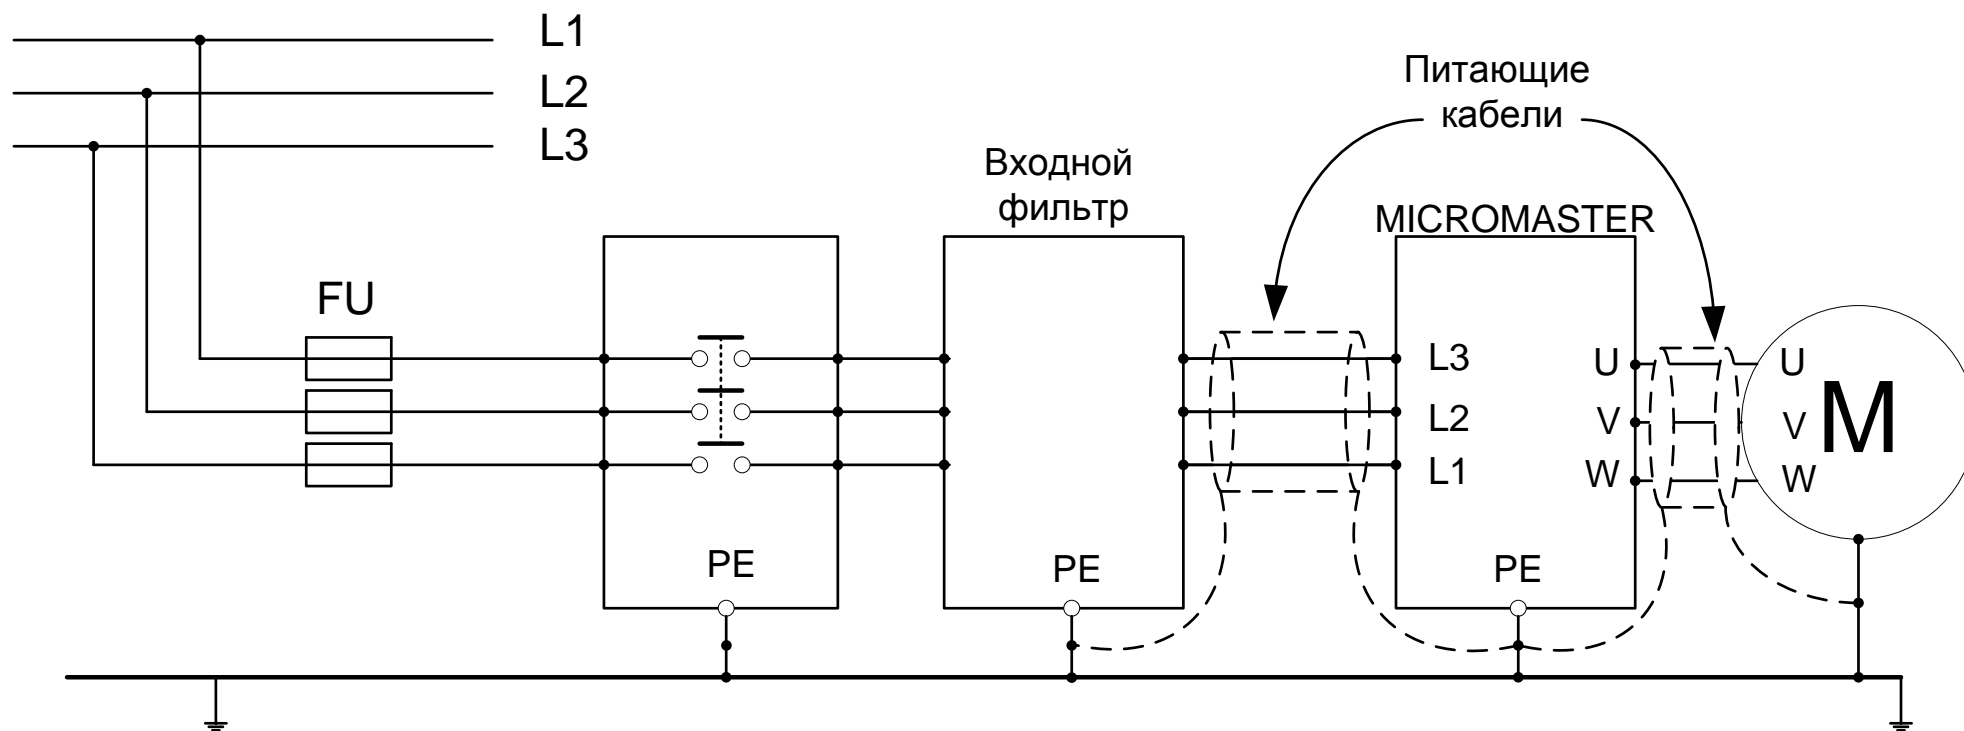 L1
L2
L3
Питающие
кабели
Входной
фильтр
MICROMASTER
FU
L3
L2
L1
U
V
W
U
V
W
M
PE
PE
PE